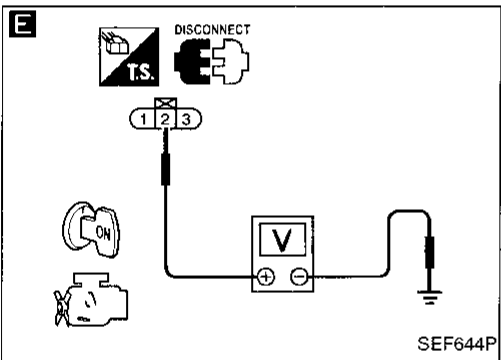 E
DISCONNECT
T.S.
1 2 3
ON
V
⊕ ⊖
SEF644P